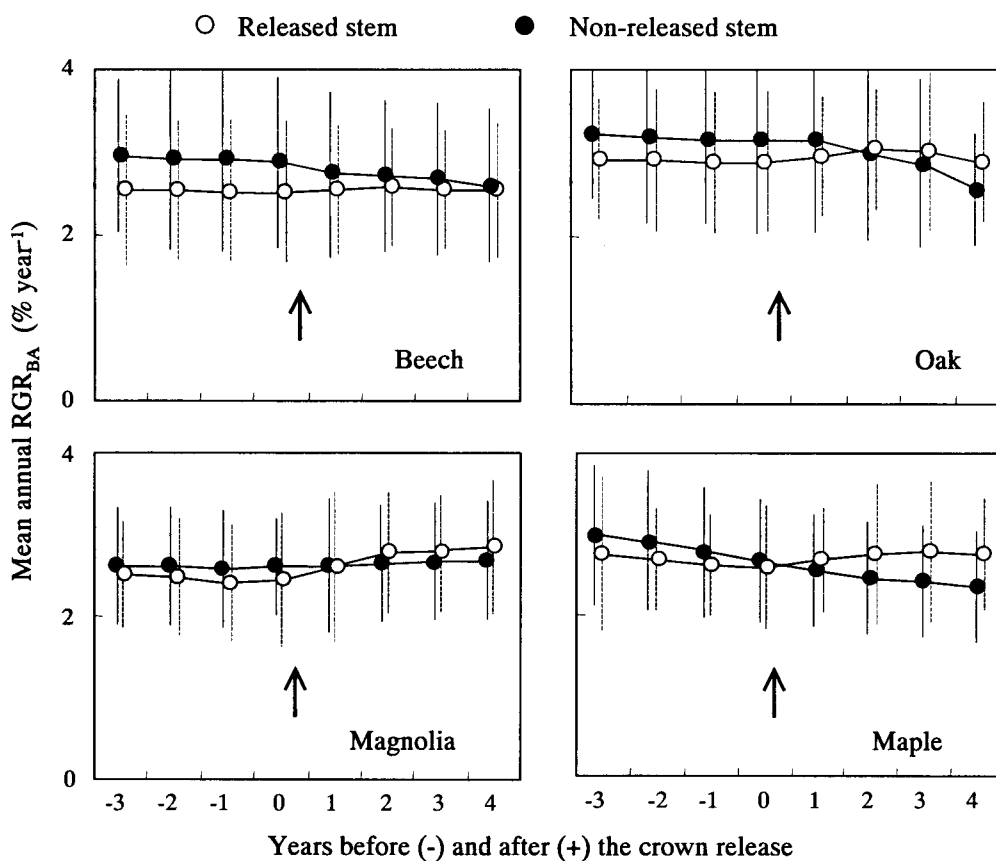 Released stem Non-released stem
4
2
0
Beech
Oak
Mean annual RGR_BA (% year⁻¹)
4
2
0
Magnolia
Maple
-3 -2 -1 0 1 2 3 4
-3 -2 -1 0 1 2 3 4
Years before (-) and after (+) the crown release